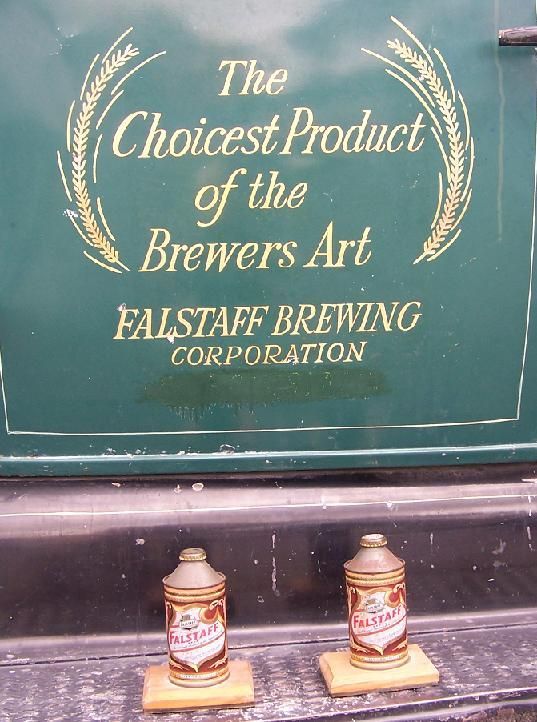 The
Choicest Product
of the
Brewers Art
FALSTAFF BREWING
CORPORATION
FALSTAFF
FALSTAFF